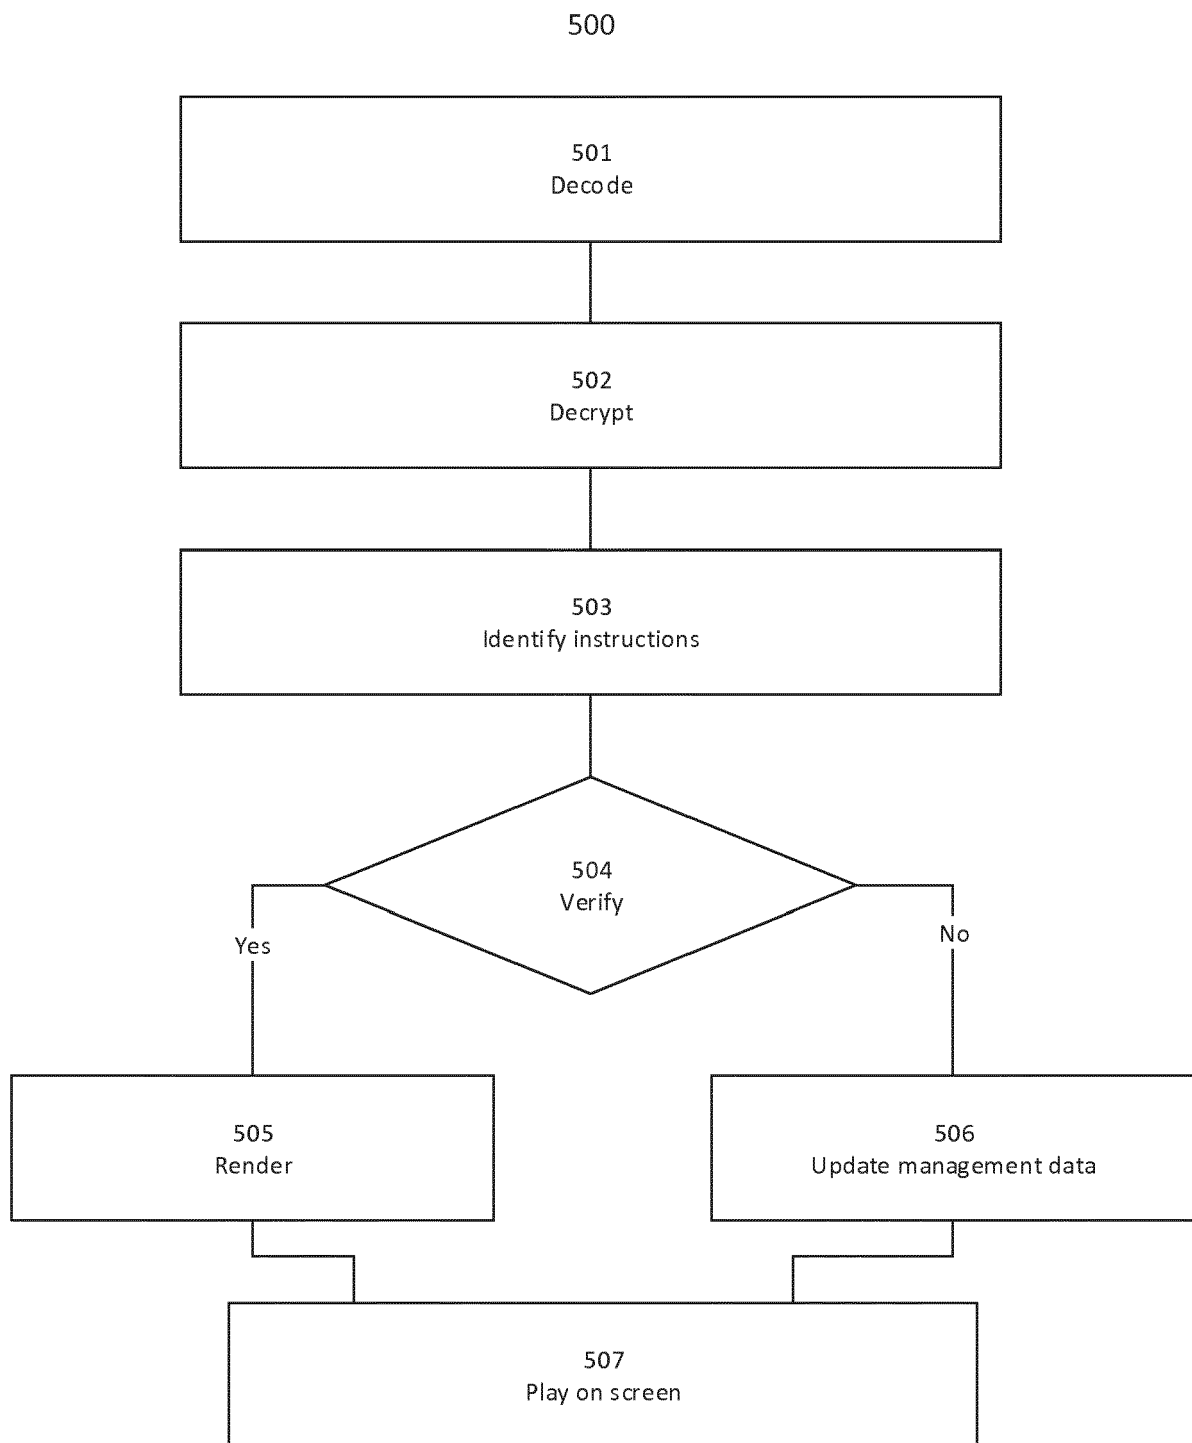 500
501
Decode
502
Decrypt
503
Identify instructions
504
Verify
Yes
No
505
Render
506
Update management data
507
Play on screen